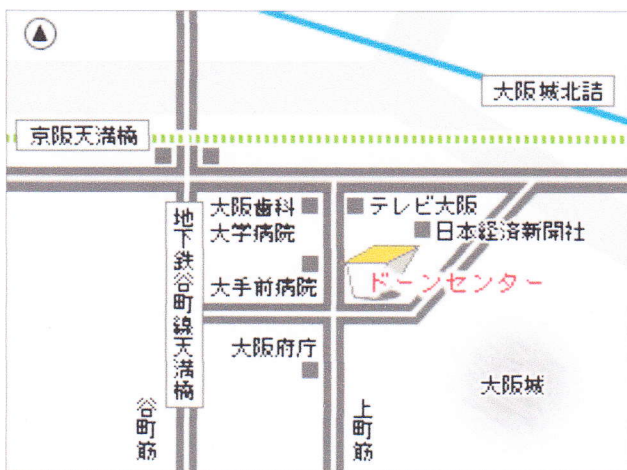 大阪城北詰
京阪天満橋
大阪歯科
大学病院
テレビ大阪
日本経済新聞社
地下鉄谷町線天満橋
大手前病院
ドーンセンター
大阪府庁
大阪城
谷町筋
上町筋